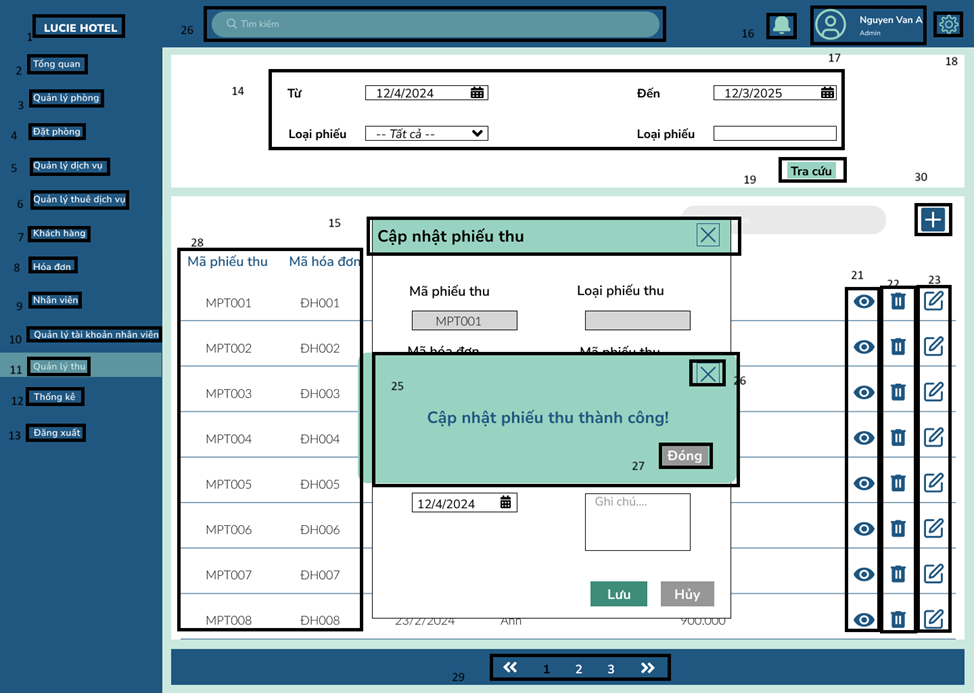 LUCIE HOTEL
1
26
Tìm kiếm
16
Nguyen Van A
Admin
17
18
2
Tổng quan
3
Quản lý phòng
4
Đặt phòng
5
Quản lý dịch vụ
6
Quản lý thuê dịch vụ
7
Khách hàng
8
Hóa đơn
9
Nhân viên
10
Quản lý tài khoản nhân viên
11
Quản lý thu
12
Thống kê
13
Đăng xuất
14
Từ 12/4/2024 Đến 12/3/2025
Loại phiếu -- Tất cả -- Loại phiếu
19
Tra cứu
30
15
28
Mã phiếu thu Mã hóa đơn
21 22 23
MPT001 ĐH001
MPT002 ĐH002
MPT003 ĐH003
MPT004 ĐH004
MPT005 ĐH005
MPT006 ĐH006
MPT007 ĐH007
MPT008 ĐH008 23/2/2024 Anh 900.000
Cập nhật phiếu thu
Mã phiếu thu Loại phiếu thu
MPT001
Mã hóa đơn Mã phiếu thu
25
26
Cập nhật phiếu thu thành công!
27
Đóng
12/4/2024 Ghi chú....
Lưu Hủy
29
1 2 3